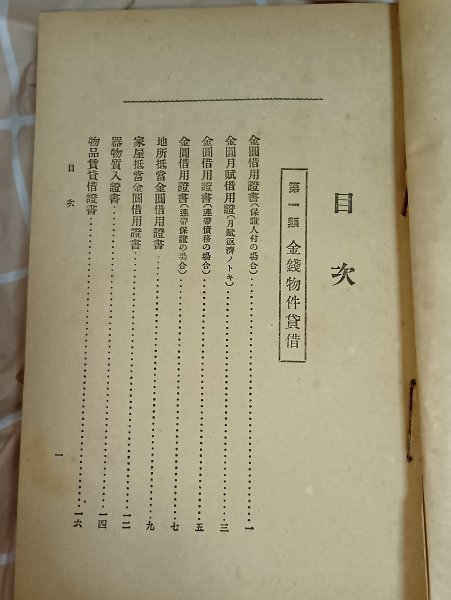 目次
第一類 金錢物件貸借
金圓借用證書(保證人付の場合)……一
金圓月賦借用證(月賦返濟ノトキ)……三
金圓借用證書(連帶債務の場合)……五
金圓借用證書(連帶保證の場合)……七
地所抵當金圓借用證書……九
家屋抵當金圓借用證書……一二
器物質入證書……一四
物品賃貸借證書……一六
目次
一